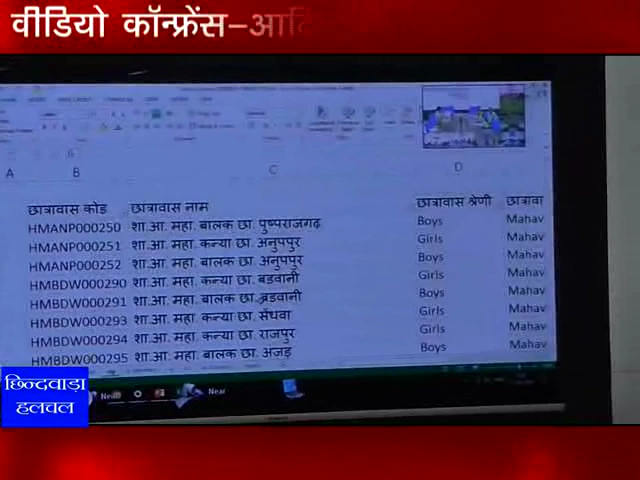 वीडियो कॉन्फ्रेंस-आदि
A B C D
छात्रावास कोड छात्रावास नाम छात्रावास श्रेणी छात्रावा
HMANP000250 शा.आ. महा. बालक छा. पुष्पराजगढ़ Boys Mahav
HMANP000251 शा.आ. महा. कन्या छा. अनुपपुर Girls Mahav
HMANP000252 शा.आ. महा. बालक छा. अनुपपुर Boys Mahav
HMBDW000290 शा.आ. महा. कन्या छा. बडवानी Girls Mahav
HMBDW000291 शा.आ. महा. बालक छा. बडवानी Boys Mahav
HMBDW000293 शा.आ. महा. कन्या छा. सेंधवा Girls Mahav
HMBDW000294 शा.आ. महा. कन्या छा. राजपुर Girls Mahav
HMBDW000295 शा.आ. महा. बालक छा. अंजड़ Boys Mahav
छिन्दवाड़ा
हलचल
Near